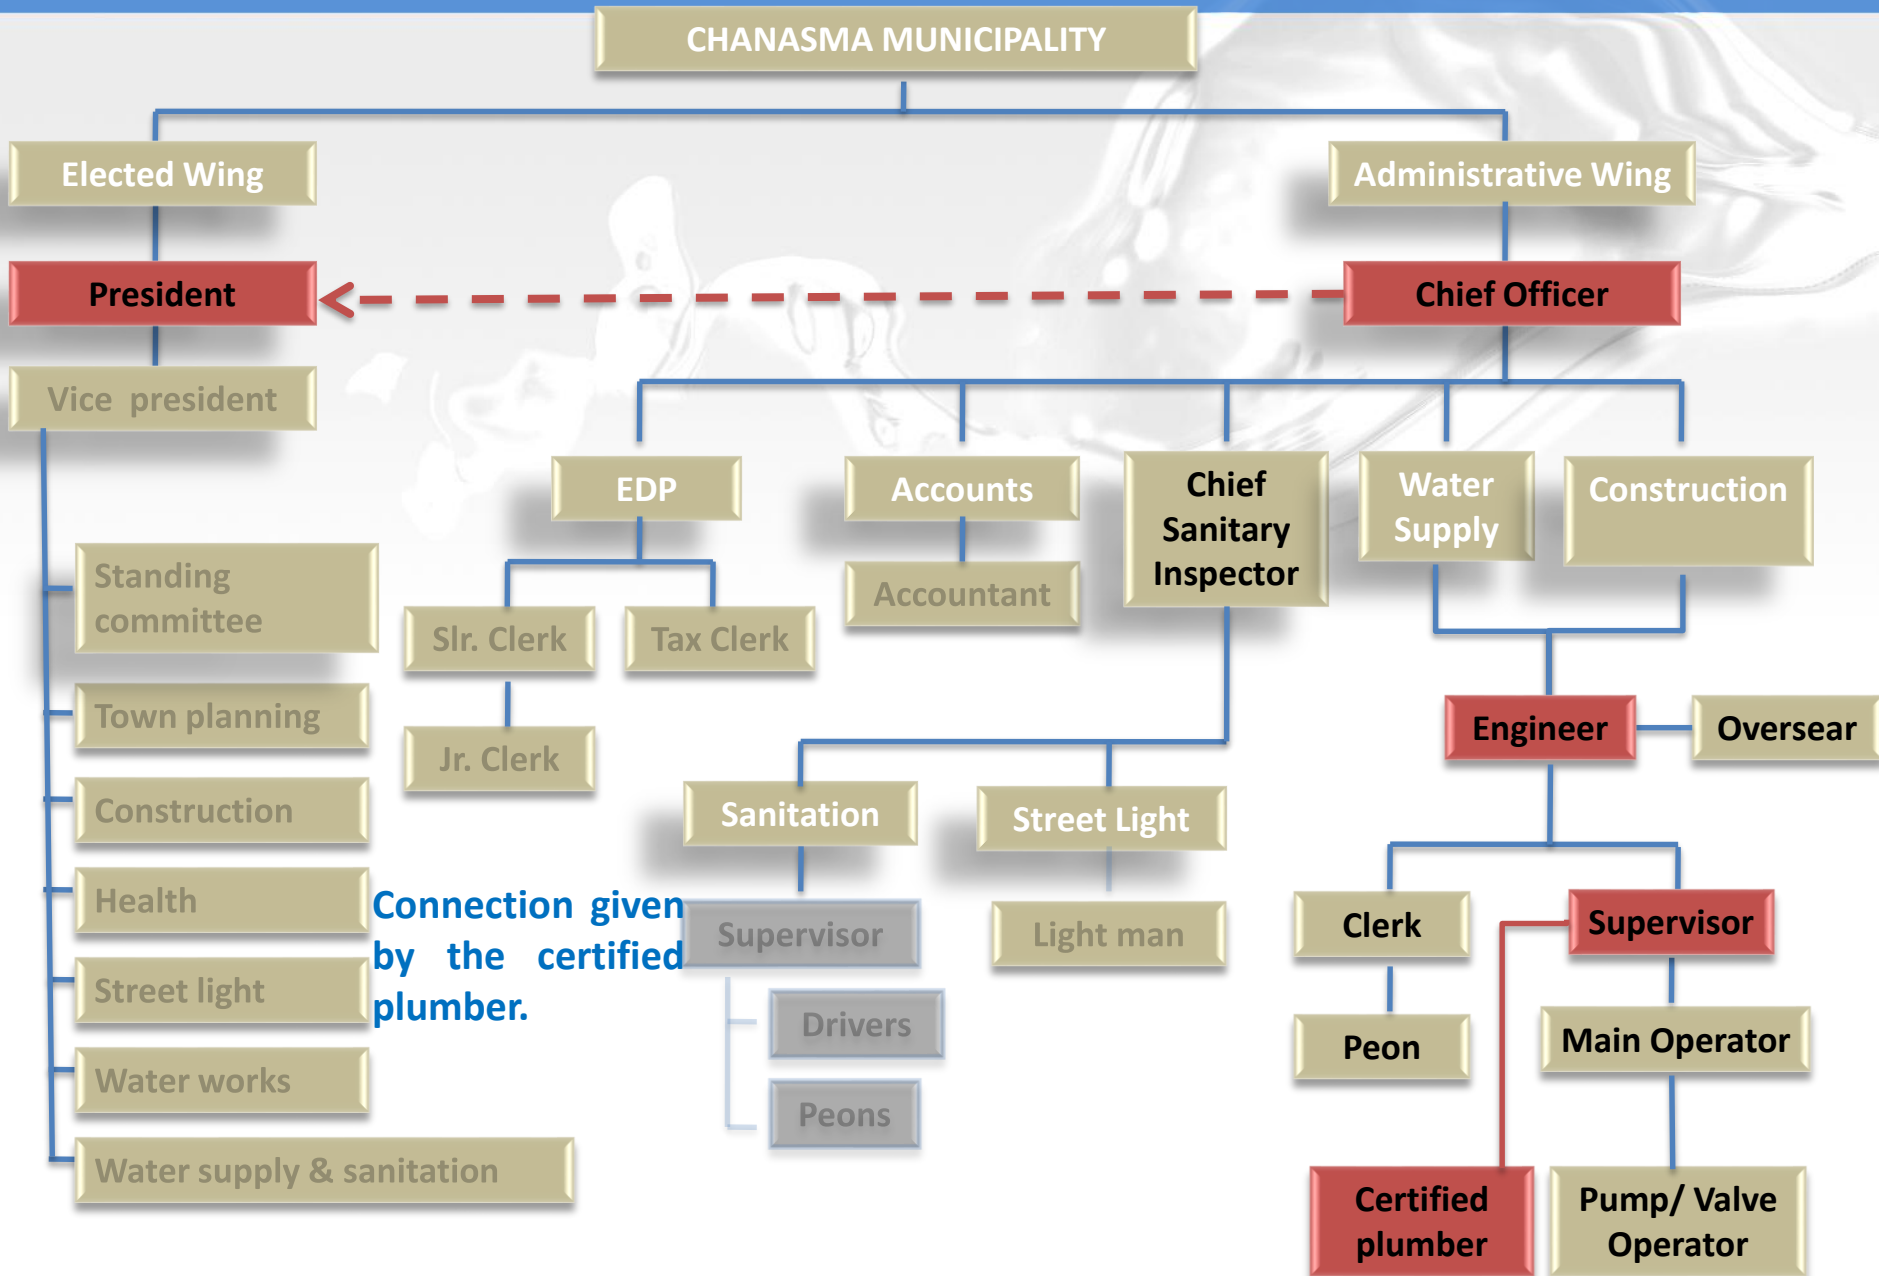 CHANASMA MUNICIPALITY
Elected Wing
Administrative Wing
President
Chief Officer
Vice president
EDP
Accounts
Chief
Sanitary
Inspector
Water
Supply
Construction
Standing
committee
Slr. Clerk
Tax Clerk
Accountant
Town planning
Jr. Clerk
Engineer
Oversear
Construction
Sanitation
Street Light
Health
Connection given
by the certified
plumber.
Supervisor
Light man
Clerk
Supervisor
Street light
Drivers
Peon
Main Operator
Water works
Peons
Water supply & sanitation
Certified
plumber
Pump/ Valve
Operator